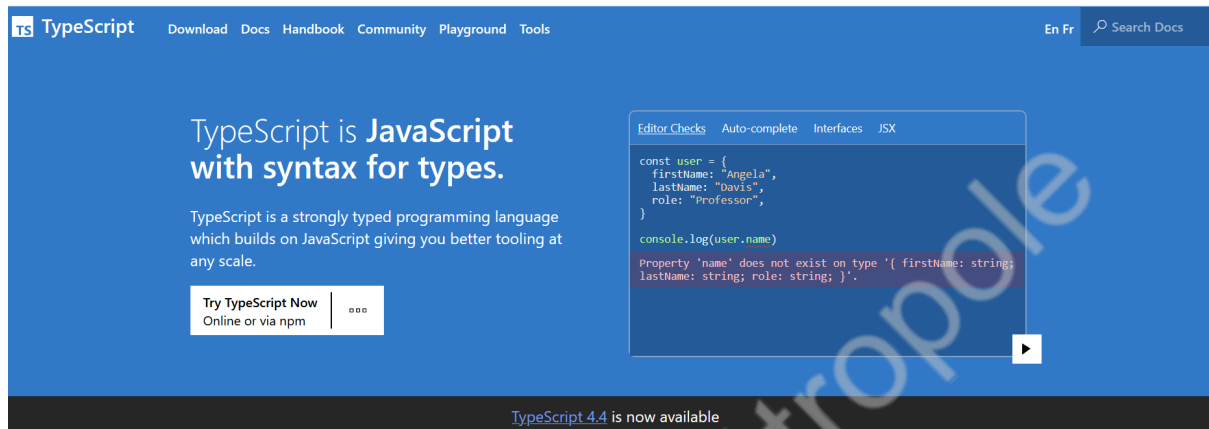 TS TypeScript Download Docs Handbook Community Playground Tools En Fr Search Docs
TypeScript is JavaScript
with syntax for types.
TypeScript is a strongly typed programming language
which builds on JavaScript giving you better tooling at
any scale.
Try TypeScript Now
Online or via npm
Editor Checks Auto-complete Interfaces JSX
const user = {
firstName: "Angela",
lastName: "Davis",
role: "Professor",
}
console.log(user.name)
Property 'name' does not exist on type '{ firstName: string;
lastName: string; role: string; }'.
TypeScript 4.4 is now available
tropole